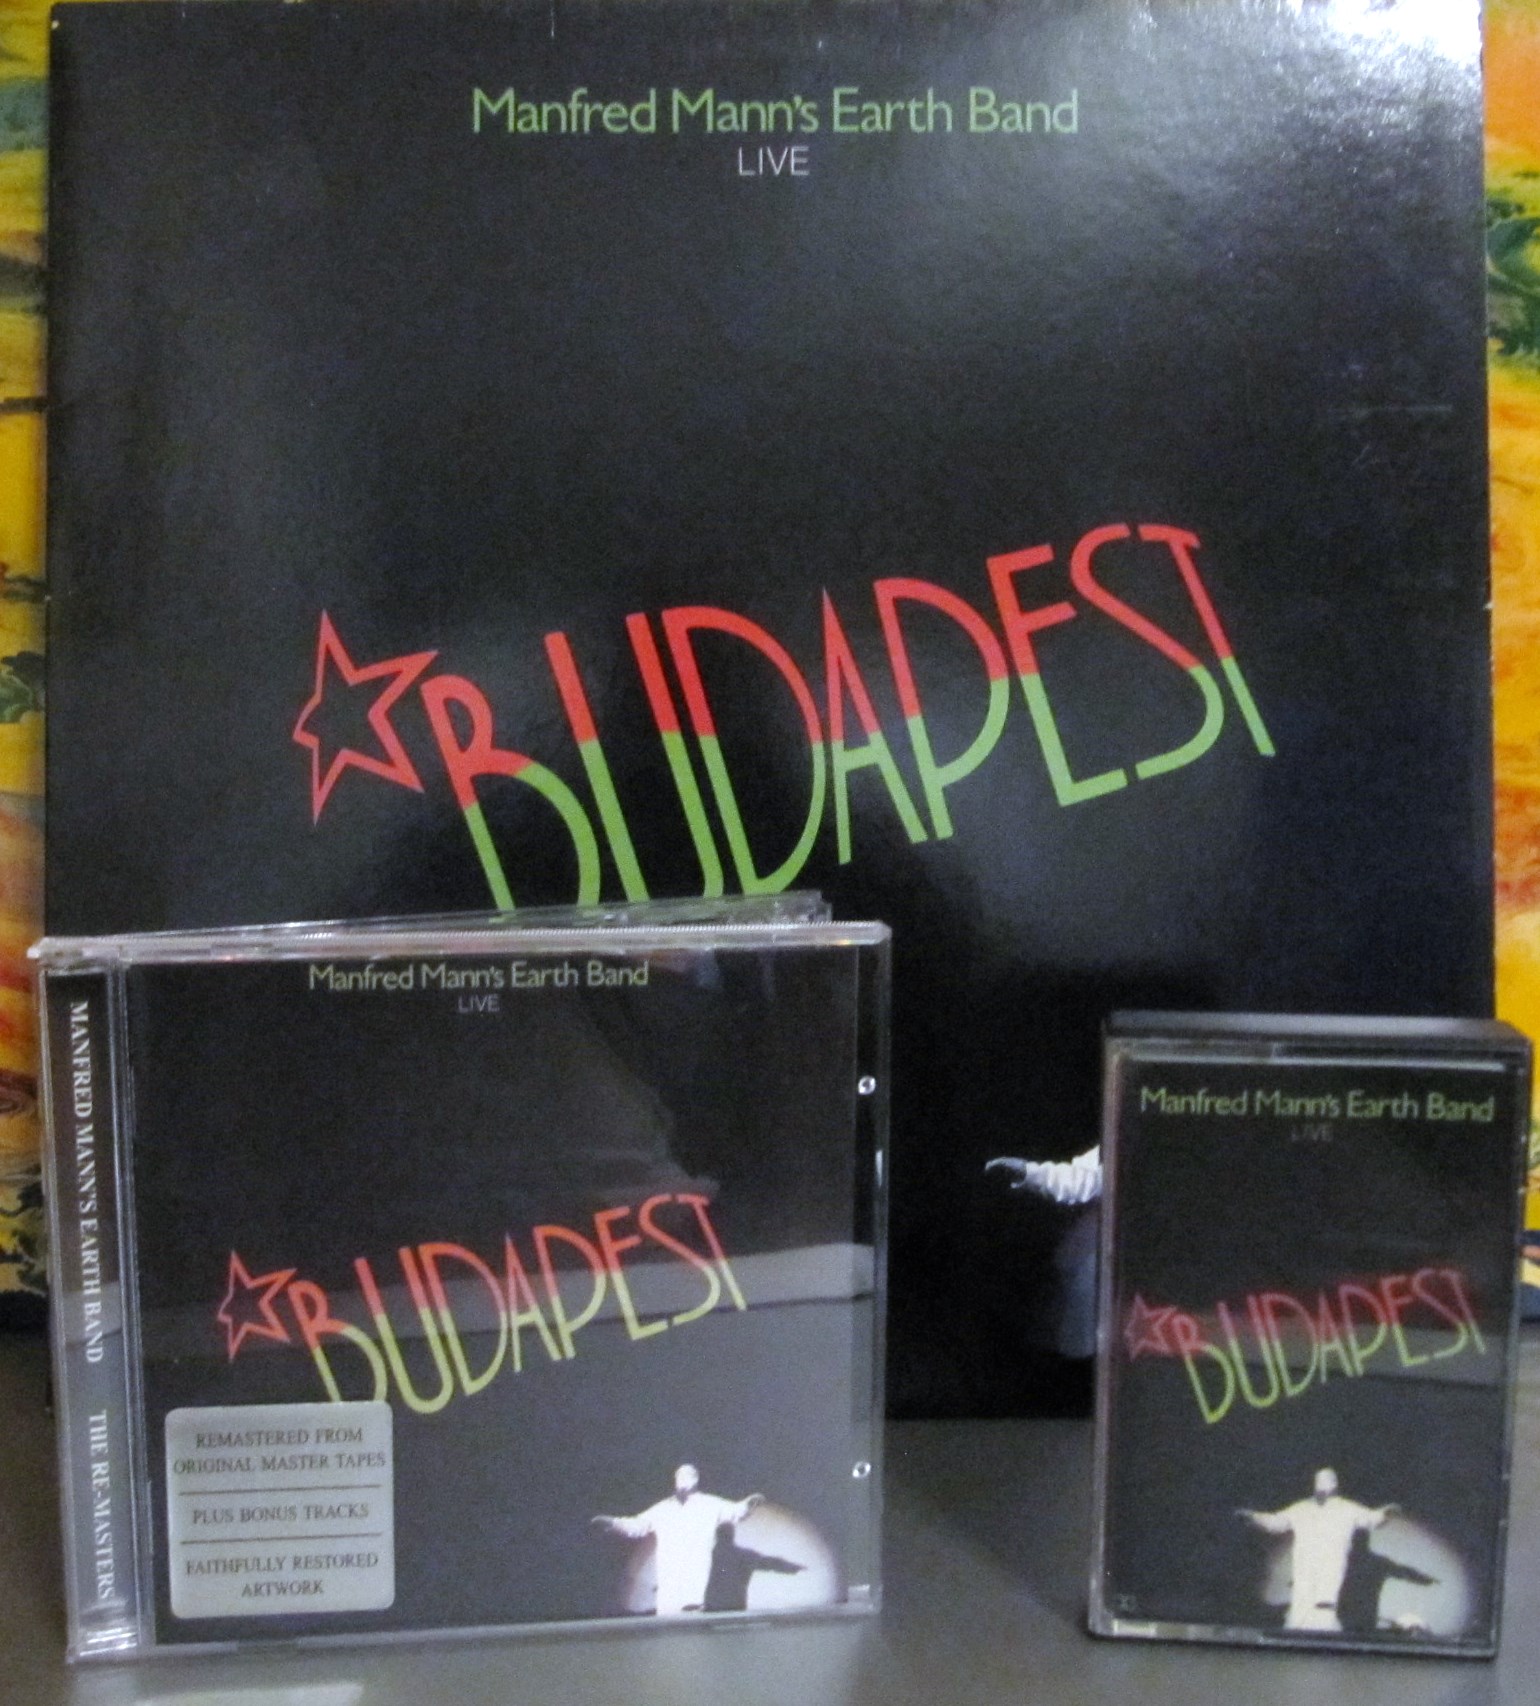 Manfred Mann's Earth Band
LIVE
BUDAPEST
MANFRED MANN'S EARTH BAND THE RE-MASTERS
Manfred Mann's Earth Band
LIVE
BUDAPEST
REMASTERED FROM
ORIGINAL MASTER TAPES
PLUS BONUS TRACKS
FAITHFULLY RESTORED
ARTWORK
Manfred Mann's Earth Band
LIVE
BUDAPEST